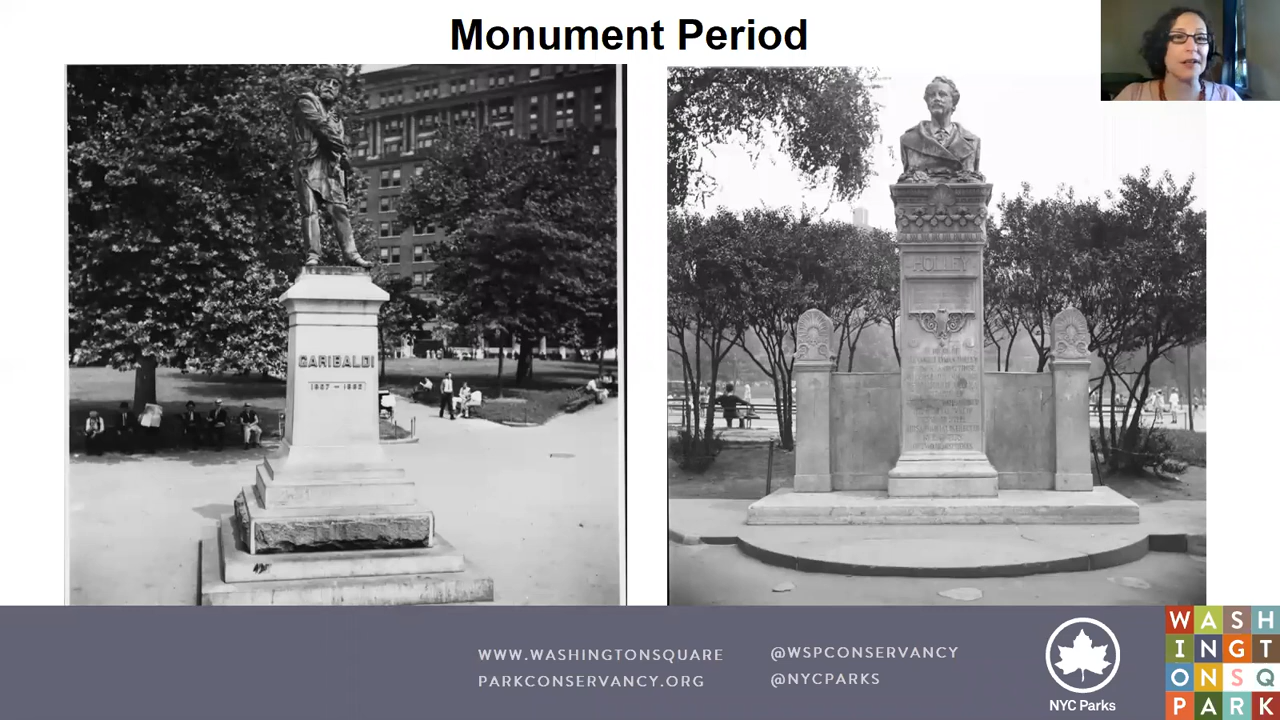 Monument Period
GARIBALDI
1807 – 1882
HOLLEY
WWW.WASHINGTONSQUARE
PARKCONSERVANCY.ORG
@WSPCONSERVANCY
@NYCPARKS
NYC Parks
WASH
INGT
ONSQ
PARK